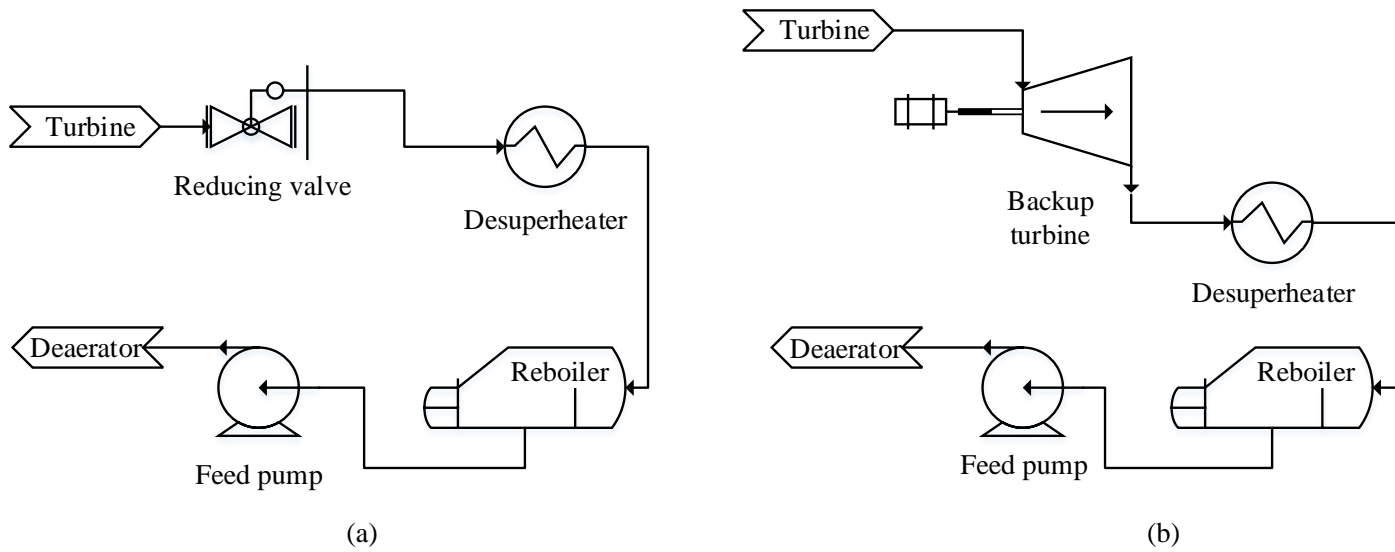 Turbine
Reducing valve
Desuperheater
Deaerator
Reboiler
Feed pump
(a)
Turbine
Backup
turbine
Desuperheater
Deaerator
Reboiler
Feed pump
(b)